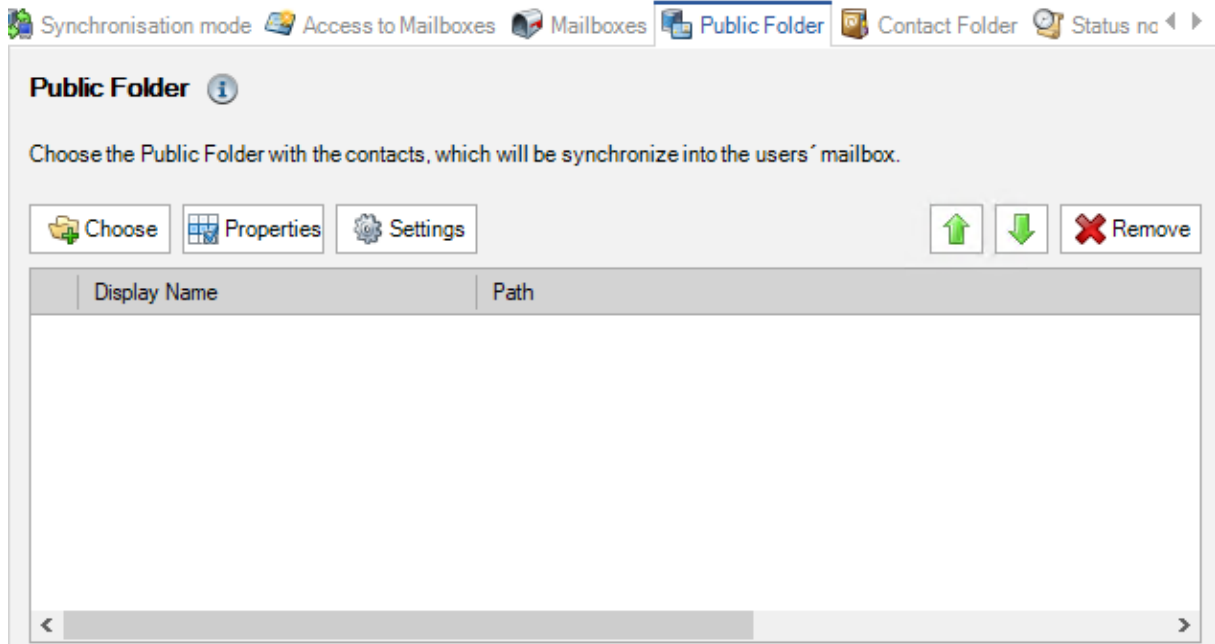 Synchronisation mode Access to Mailboxes Mailboxes Public Folder Contact Folder Status no
Public Folder
Choose the Public Folder with the contacts, which will be synchronize into the users´ mailbox.
Choose Properties Settings Remove
Display Name Path